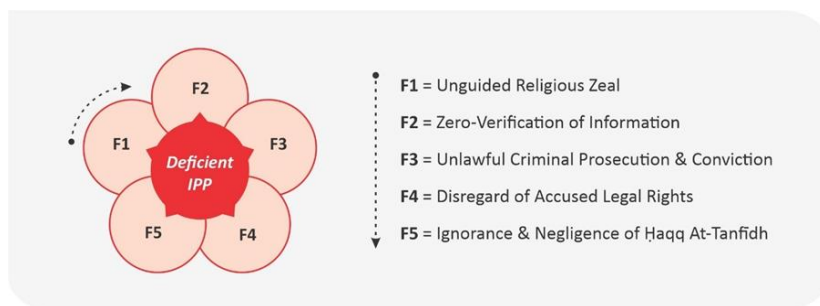 F2
F1
F3
Deficient
IPP
F5
F4
F1 = Unguided Religious Zeal
F2 = Zero-Verification of Information
F3 = Unlawful Criminal Prosecution & Conviction
F4 = Disregard of Accused Legal Rights
F5 = Ignorance & Negligence of Ḥaqq At-Tanfīdh